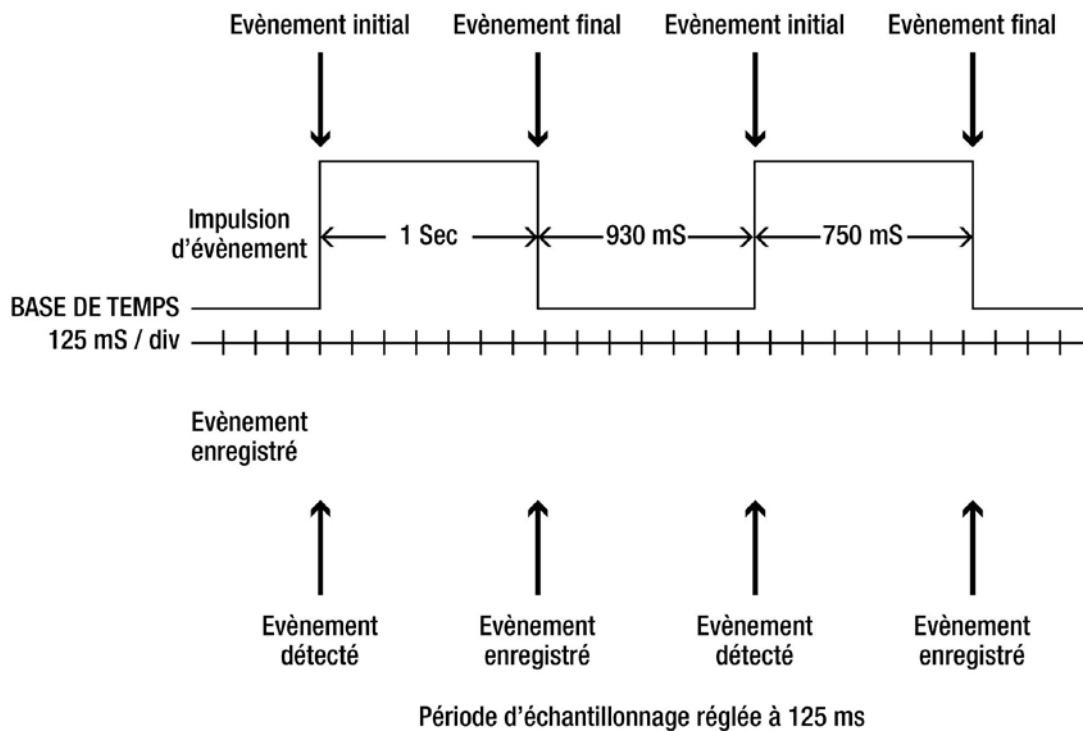 Evènement initial Evènement final Evènement initial Evènement final
Impulsion
d'évènement
1 Sec 930 mS 750 mS
BASE DE TEMPS
125 mS / div
Evènement
enregistré
Evènement Evènement Evènement Evènement
détecté enregistré détecté enregistré
Période d'échantillonnage réglée à 125 ms